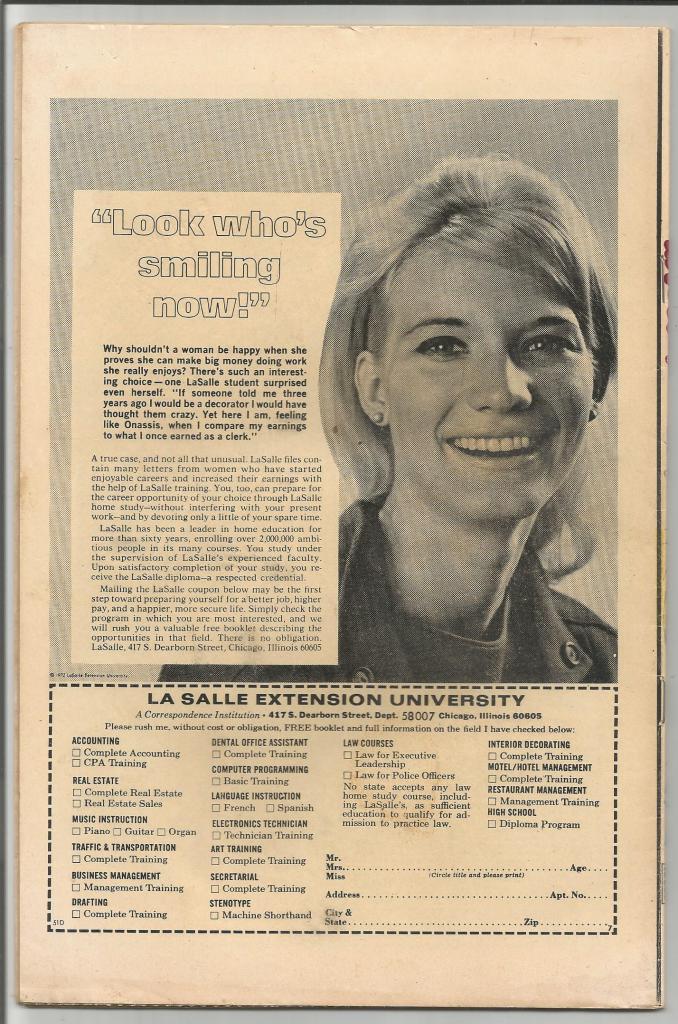 “Look who’s
smiling
now!”
Why shouldn't a woman be happy when she
proves she can make big money doing work
she really enjoys? There's such an interest-
ing choice—one LaSalle student surprised
even herself. "If someone told me three
years ago I would be a decorator I would have
thought them crazy. Yet here I am, feeling
like Onassis, when I compare my earnings
to what I once earned as a clerk."
A true case, and not all that unusual. LaSalle files con-
tain many letters from women who have started
enjoyable careers and increased their earnings with
the help of LaSalle training. You, too, can prepare for
the career opportunity of your choice through LaSalle
home study—without interfering with your present
work—and by devoting only a little of your spare time.
LaSalle has been a leader in home education for
more than sixty years, enrolling over 2,000,000 ambi-
tious people in its many courses. You study under
the supervision of LaSalle's experienced faculty.
Upon satisfactory completion of your study, you re-
ceive the LaSalle diploma—a respected credential.
Mailing the LaSalle coupon below may be the first
step toward preparing yourself for a better job, higher
pay, and a happier, more secure life. Simply check the
program in which you are most interested, and we
will rush you a valuable free booklet describing the
opportunities in that field. There is no obligation.
LaSalle, 417 S. Dearborn Street, Chicago, Illinois 60605
© 1972 LaSalle Extension University
LA SALLE EXTENSION UNIVERSITY
A Correspondence Institution • 417 S. Dearborn Street, Dept. 58007 Chicago, Illinois 60605
Please rush me, without cost or obligation, FREE booklet and full information on the field I have checked below:
ACCOUNTING
☐ Complete Accounting
☐ CPA Training
REAL ESTATE
☐ Complete Real Estate
☐ Real Estate Sales
MUSIC INSTRUCTION
☐ Piano ☐ Guitar ☐ Organ
TRAFFIC & TRANSPORTATION
☐ Complete Training
BUSINESS MANAGEMENT
☐ Management Training
DRAFTING
☐ Complete Training
DENTAL OFFICE ASSISTANT
☐ Complete Training
COMPUTER PROGRAMMING
☐ Basic Training
LANGUAGE INSTRUCTION
☐ French ☐ Spanish
ELECTRONICS TECHNICIAN
☐ Technician Training
ART TRAINING
☐ Complete Training
SECRETARIAL
☐ Complete Training
STENOTYPE
☐ Machine Shorthand
LAW COURSES
☐ Law for Executive
Leadership
☐ Law for Police Officers
No state accepts any law
home study course, includ-
ing LaSalle's, as sufficient
education to qualify for ad-
mission to practice law.
INTERIOR DECORATING
☐ Complete Training
MOTEL/HOTEL MANAGEMENT
☐ Complete Training
RESTAURANT MANAGEMENT
☐ Management Training
HIGH SCHOOL
☐ Diploma Program
Mr.
Mrs. Age
Miss (Circle title and please print)
Address Apt. No.
City &
State Zip
51D 7